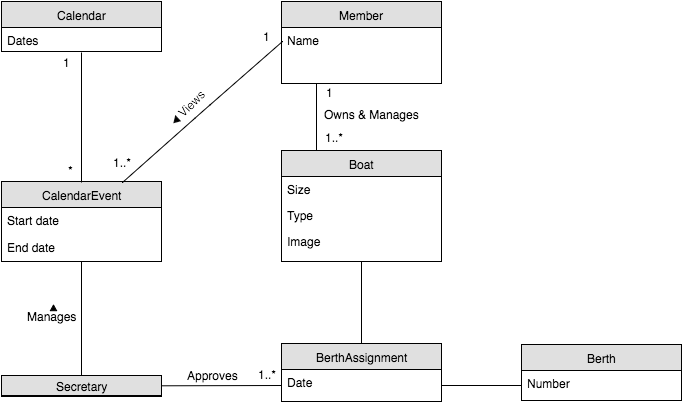 Calendar
Dates
Member
Name
1
1
Views
1
Owns & Manages
1..*
*
1..*
CalendarEvent
Start date
End date
Boat
Size
Type
Image
Manages
Secretary
Approves
1..*
BerthAssignment
Date
Berth
Number